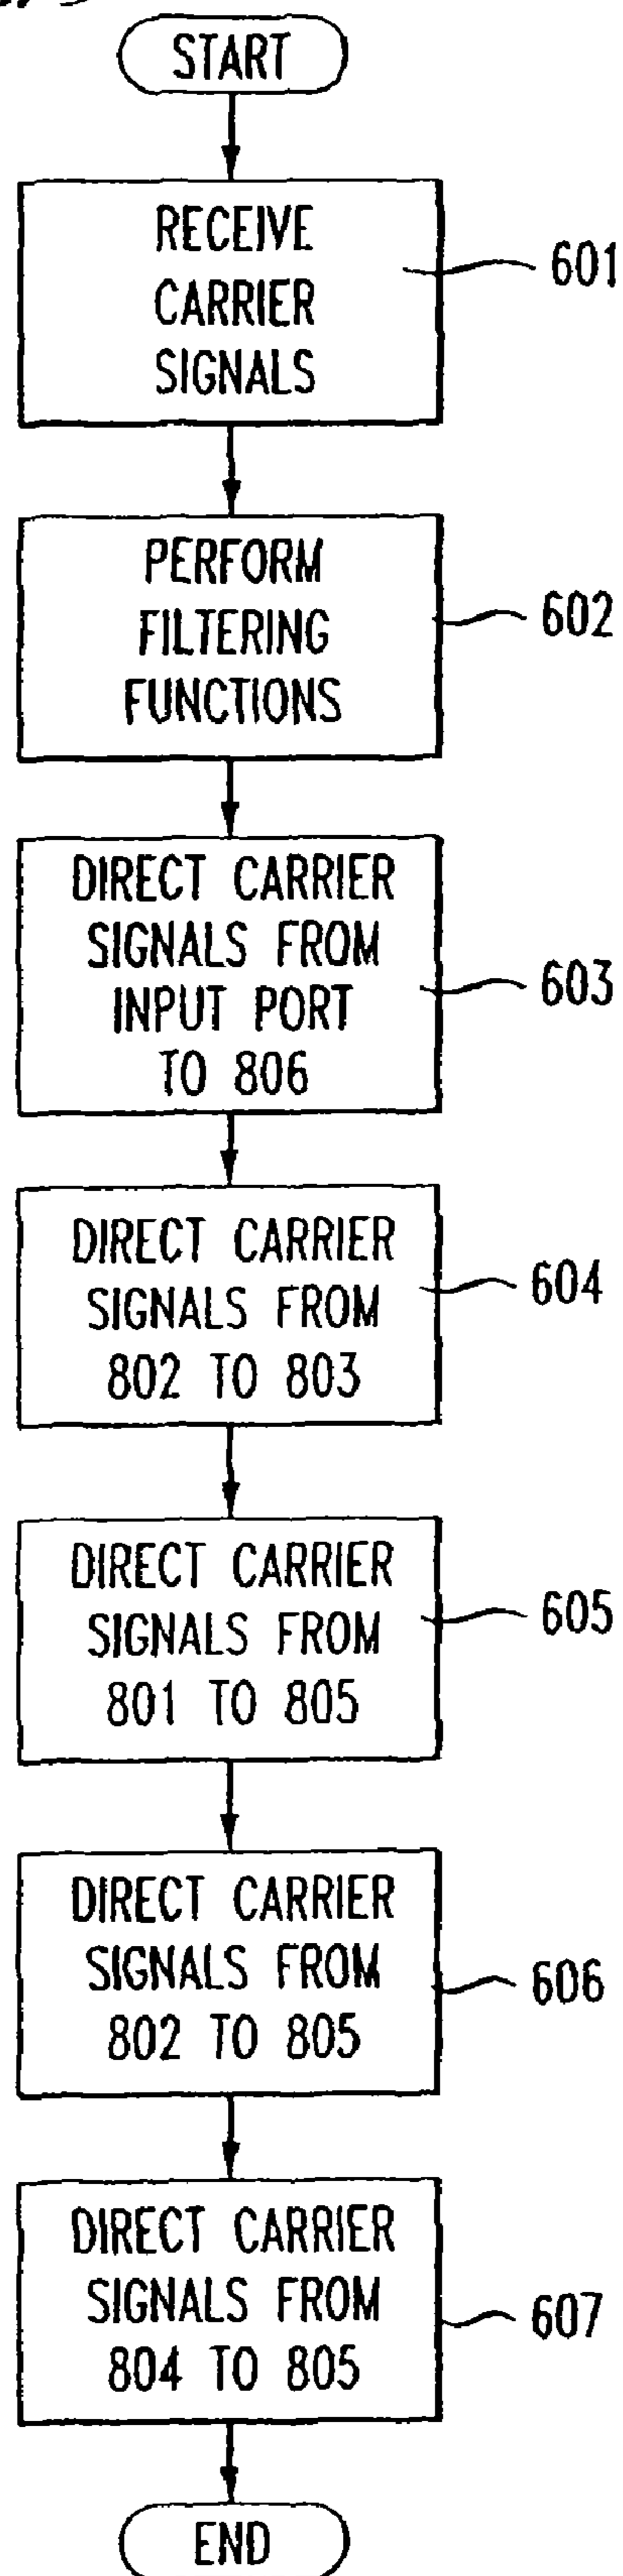 START
RECEIVE
CARRIER
SIGNALS
601
PERFORM
FILTERING
FUNCTIONS
602
DIRECT CARRIER
SIGNALS FROM
INPUT PORT
TO 806
603
DIRECT CARRIER
SIGNALS FROM
802 TO 803
604
DIRECT CARRIER
SIGNALS FROM
801 TO 805
605
DIRECT CARRIER
SIGNALS FROM
802 TO 805
606
DIRECT CARRIER
SIGNALS FROM
804 TO 805
607
END